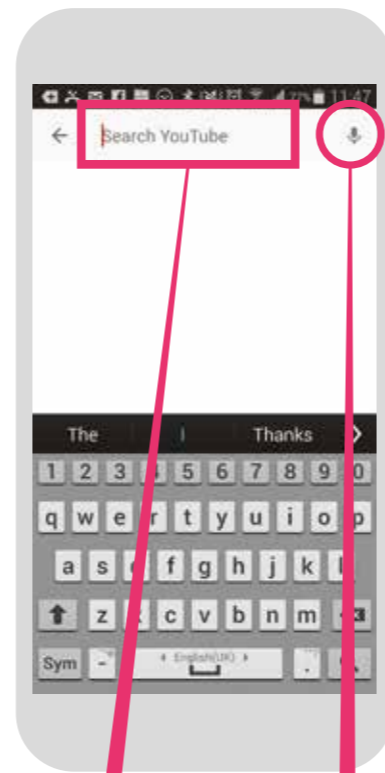 11:47
Search YouTube
The I Thanks
1 2 3 4 5 6 7 8 9 0
q w e r t y u i o p
a s d f g h j k l
z x c v b n m
Sym - English(UK) .